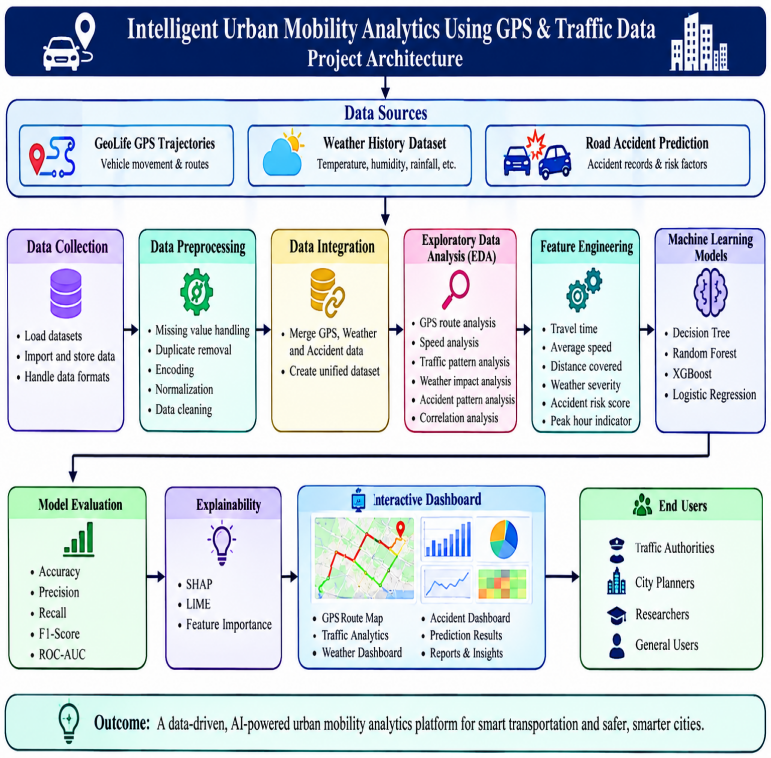 Intelligent Urban Mobility Analytics Using GPS & Traffic Data
Project Architecture
Data Sources
GeoLife GPS Trajectories
Vehicle movement & routes
Weather History Dataset
Temperature, humidity, rainfall, etc.
Road Accident Prediction
Accident records & risk factors
Data Collection
• Load datasets
• Import and store data
• Handle data formats
Data Preprocessing
• Missing value handling
• Duplicate removal
• Encoding
• Normalization
• Data cleaning
Data Integration
• Merge GPS, Weather
and Accident data
• Create unified dataset
Exploratory Data
Analysis (EDA)
• GPS route analysis
• Speed analysis
• Traffic pattern analysis
• Weather impact analysis
• Accident pattern analysis
• Correlation analysis
Feature Engineering
• Travel time
• Average speed
• Distance covered
• Weather severity
• Accident risk score
• Peak hour indicator
Machine Learning
Models
• Decision Tree
• Random Forest
• XGBoost
• Logistic Regression
Model Evaluation
• Accuracy
• Precision
• Recall
• F1-Score
• ROC-AUC
Explainability
• SHAP
• LIME
• Feature Importance
Interactive Dashboard
• GPS Route Map
• Traffic Analytics
• Weather Dashboard
• Accident Dashboard
• Prediction Results
• Reports & Insights
End Users
Traffic Authorities
City Planners
Researchers
General Users
Outcome: A data-driven, AI-powered urban mobility analytics platform for smart transportation and safer, smarter cities.